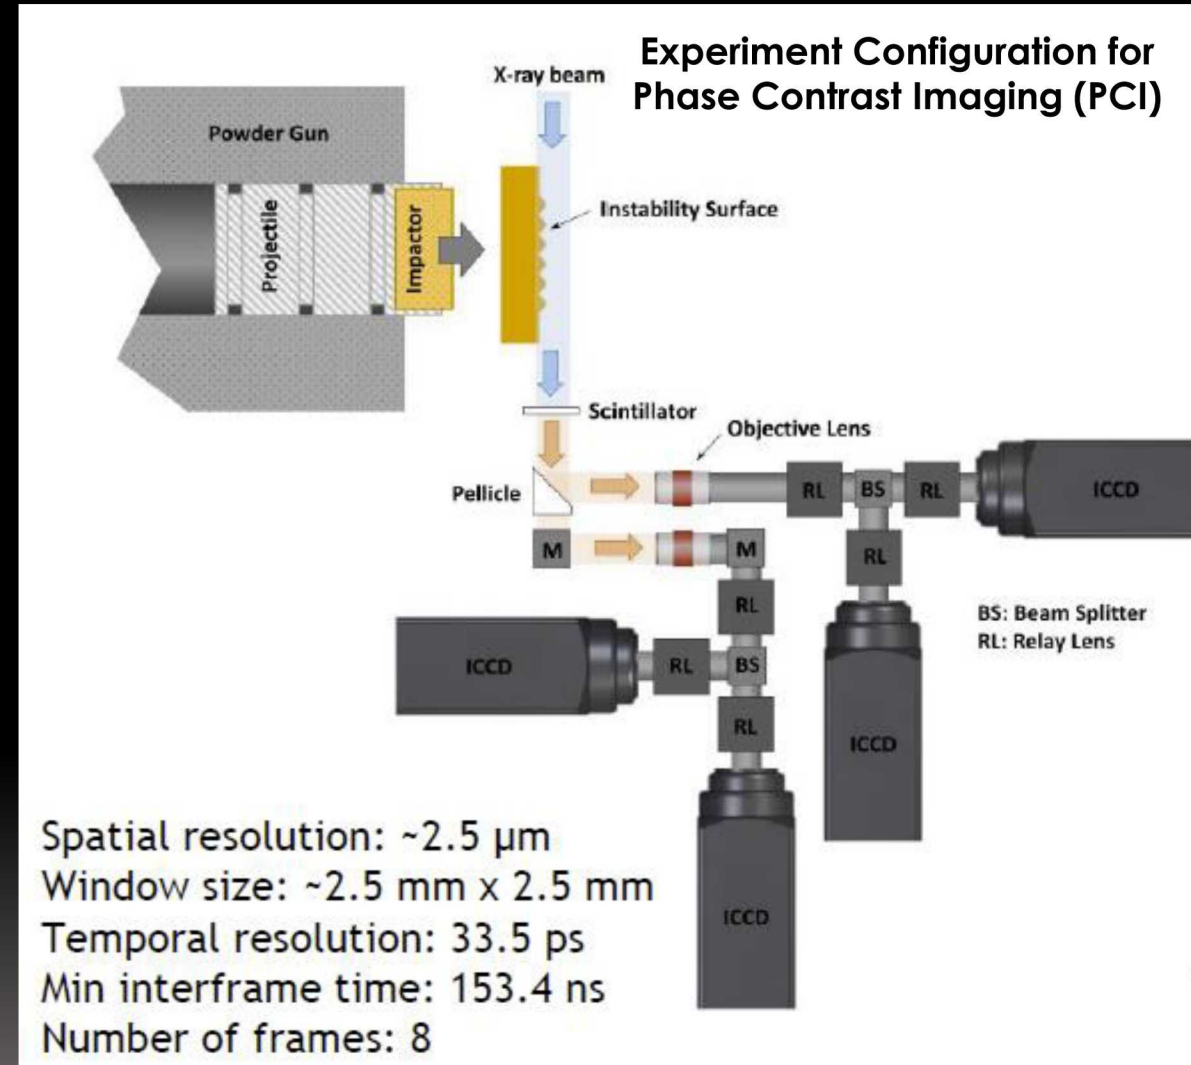 Experiment Configuration for
Phase Contrast Imaging (PCI)
X-ray beam
Powder Gun
Projectile
Impactor
Instability Surface
Scintillator
Objective Lens
Pellicle
RL
BS
RL
ICCD
M
M
RL
RL
BS: Beam Splitter
RL: Relay Lens
ICCD
RL
BS
RL
ICCD
ICCD
Spatial resolution: ~2.5 µm
Window size: ~2.5 mm x 2.5 mm
Temporal resolution: 33.5 ps
Min interframe time: 153.4 ns
Number of frames: 8